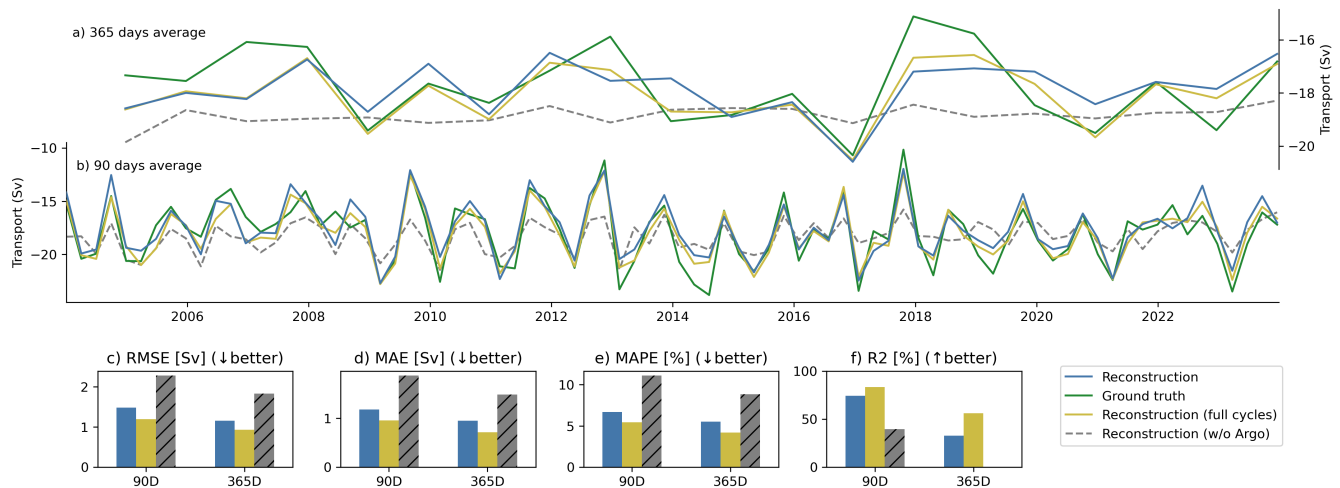 a) 365 days average
−16
−18
−20
Transport (Sv)
b) 90 days average
−10
−15
−20
Transport (Sv)
2006 2008 2010 2012 2014 2016 2018 2020 2022
c) RMSE [Sv] (↓better)
2
1
0
90D 365D
d) MAE [Sv] (↓better)
1
0
90D 365D
e) MAPE [%] (↓better)
10
5
0
90D 365D
f) R2 [%] (↑better)
100
50
0
90D 365D
Reconstruction
Ground truth
Reconstruction (full cycles)
Reconstruction (w/o Argo)